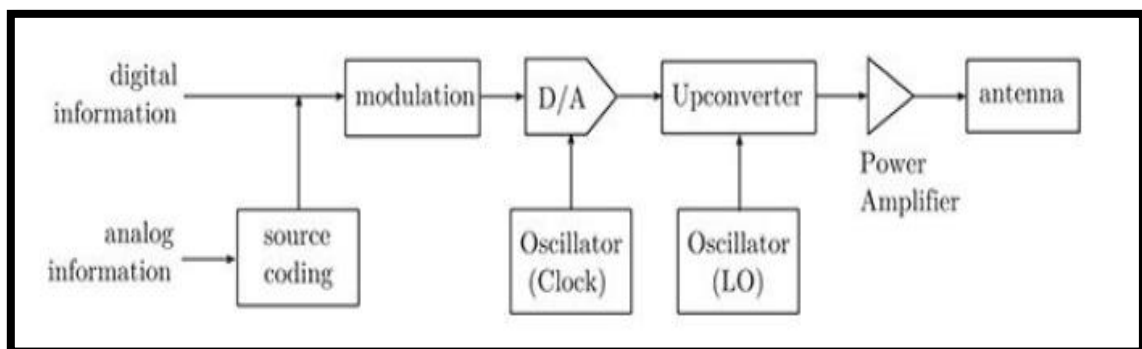 digital
information
modulation
D/A
Upconverter
antenna
Power
Amplifier
analog
information
source
coding
Oscillator
(Clock)
Oscillator
(LO)